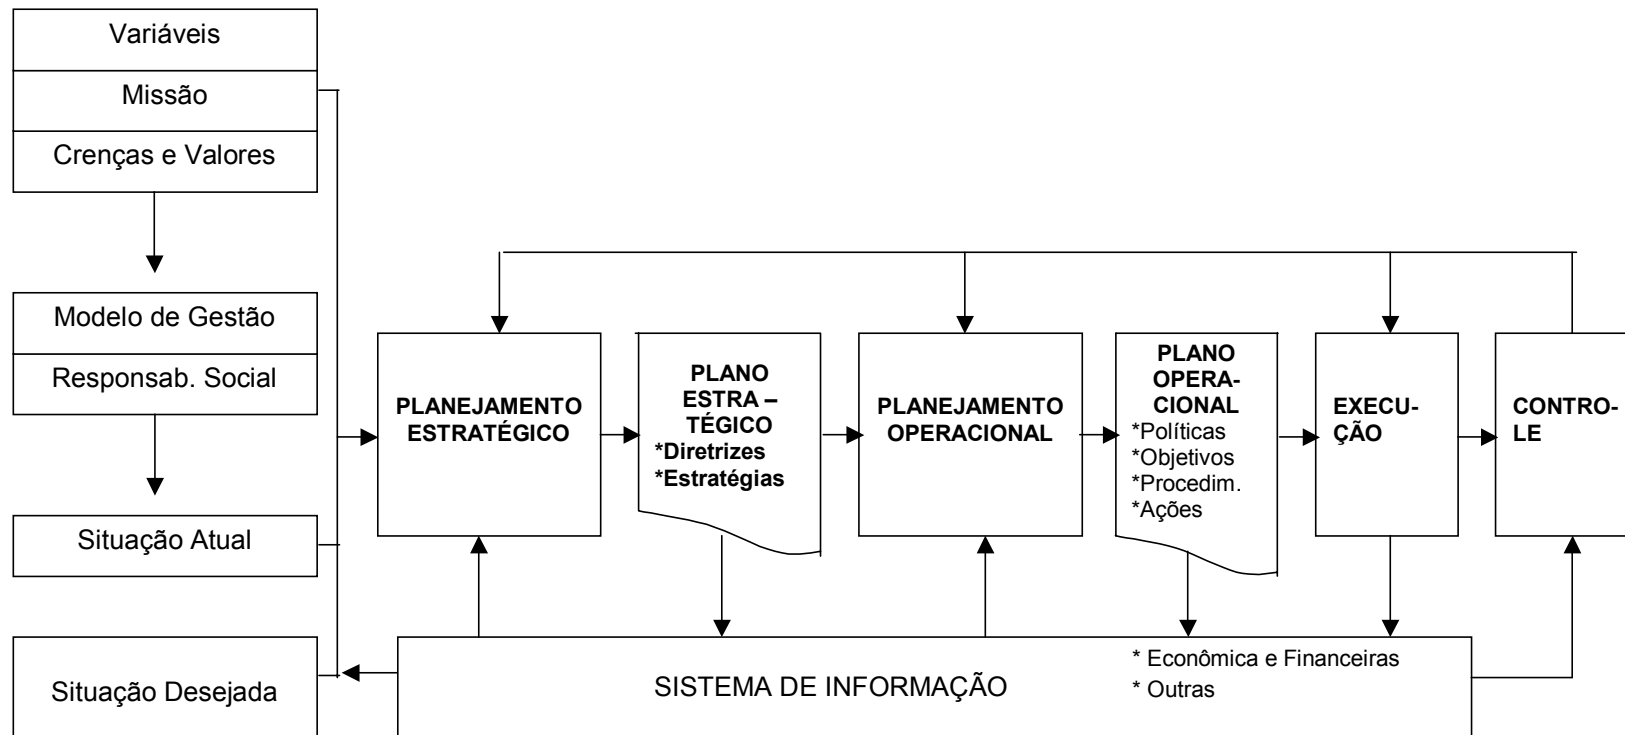 Variáveis
Missão
Crenças e Valores
Modelo de Gestão
Responsab. Social
Situação Atual
Situação Desejada
PLANEJAMENTO
ESTRATÉGICO
PLANO
ESTRA –
TÉGICO
*Diretrizes
*Estratégias
PLANEJAMENTO
OPERACIONAL
PLANO
OPERA-
CIONAL
*Políticas
*Objetivos
*Procedim.
*Ações
EXECU-
ÇÃO
CONTRO-
LE
SISTEMA DE INFORMAÇÃO
* Econômica e Financeiras
* Outras